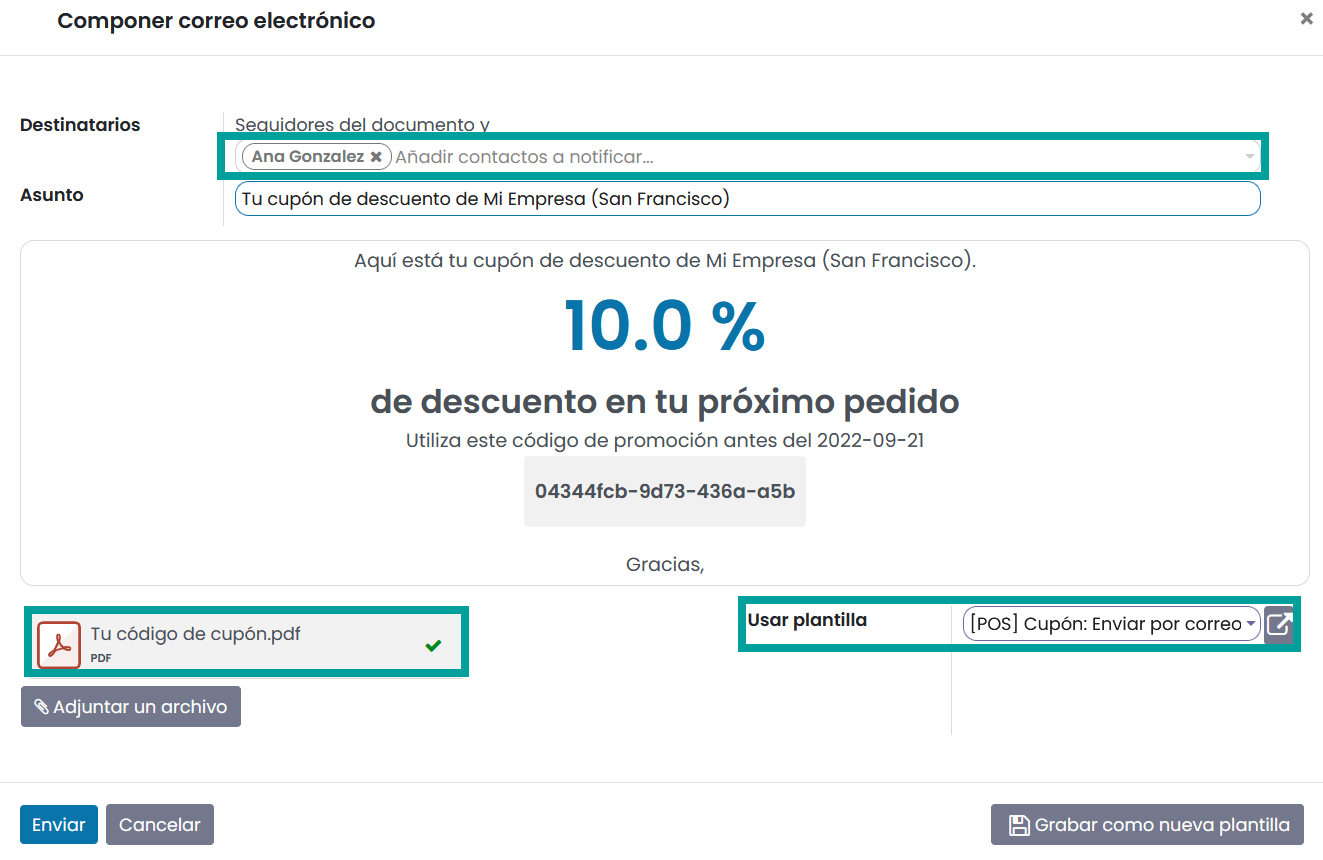 Componer correo electrónico
×
Destinatarios
Seguidores del documento y
Ana Gonzalez × Añadir contactos a notificar...
Asunto
Tu cupón de descuento de Mi Empresa (San Francisco)
Aquí está tu cupón de descuento de Mi Empresa (San Francisco).
10.0 %
de descuento en tu próximo pedido
Utiliza este código de promoción antes del 2022-09-21
04344fcb-9d73-436a-a5b
Gracias,
Tu código de cupón.pdf
PDF
Usar plantilla
[POS] Cupón: Enviar por correo
Adjuntar un archivo
Enviar
Cancelar
Grabar como nueva plantilla